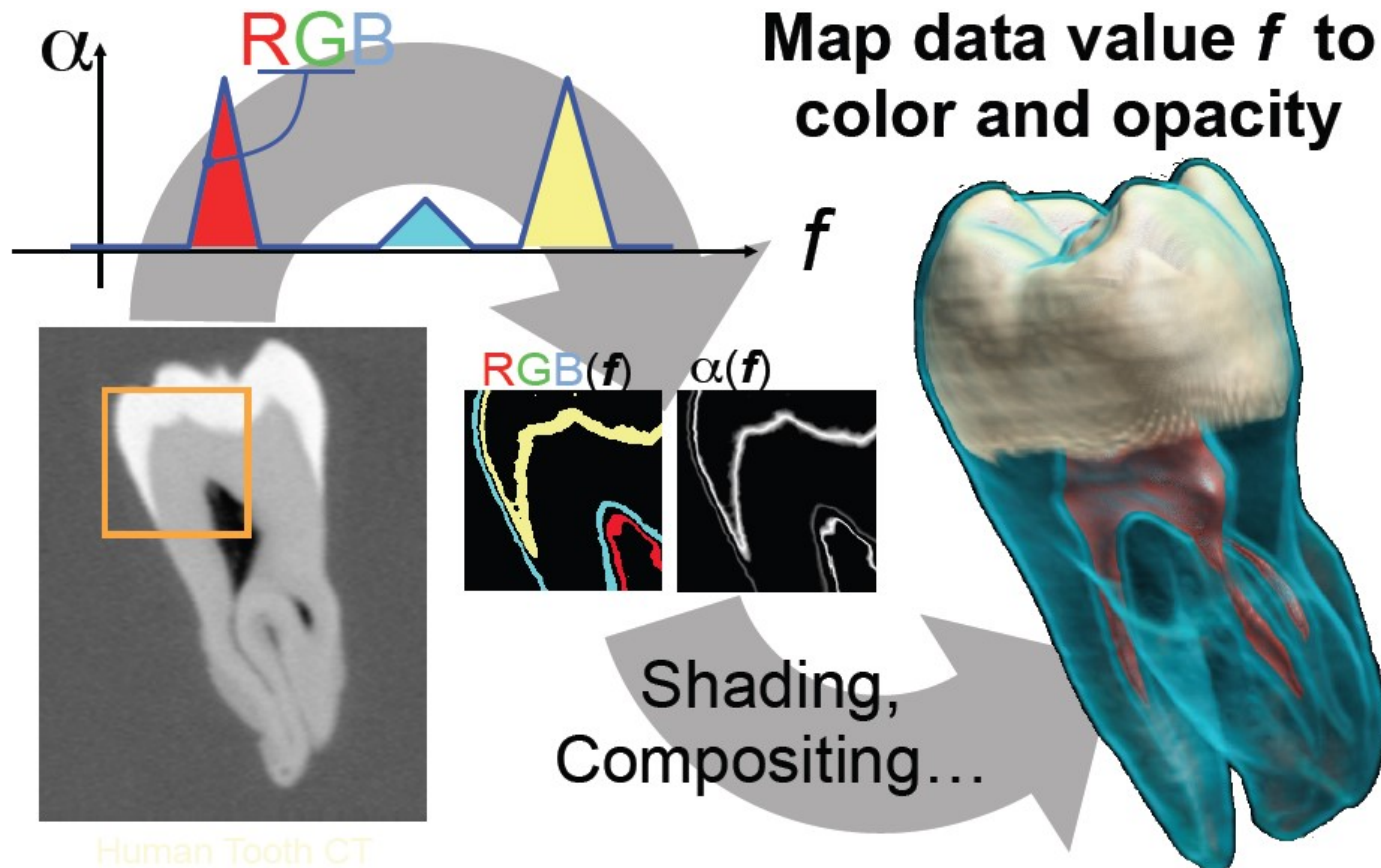 α
RGB
Map data value f to
color and opacity
f
RGB(f)
α(f)
Shading,
Compositing…
Human Tooth CT